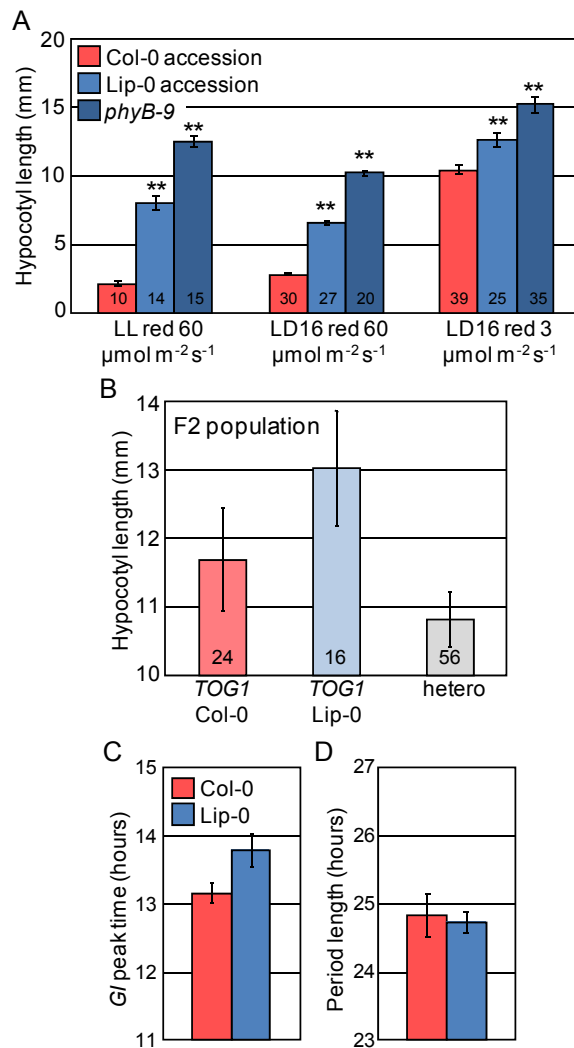 A
Hypocotyl length (mm)
20
15
10
5
0
Col-0 accession
Lip-0 accession
phyB-9
**
**
**
**
**
**
10
14
15
30
27
20
39
25
35
LL red 60
µmol m-2 s-1
LD16 red 60
µmol m-2 s-1
LD16 red 3
µmol m-2 s-1
B
Hypocotyl length (mm)
14
13
12
11
10
F2 population
24
16
56
TOG1
Col-0
TOG1
Lip-0
hetero
C
GI peak time (hours)
15
14
13
12
11
Col-0
Lip-0
D
Period length (hours)
27
26
25
24
23